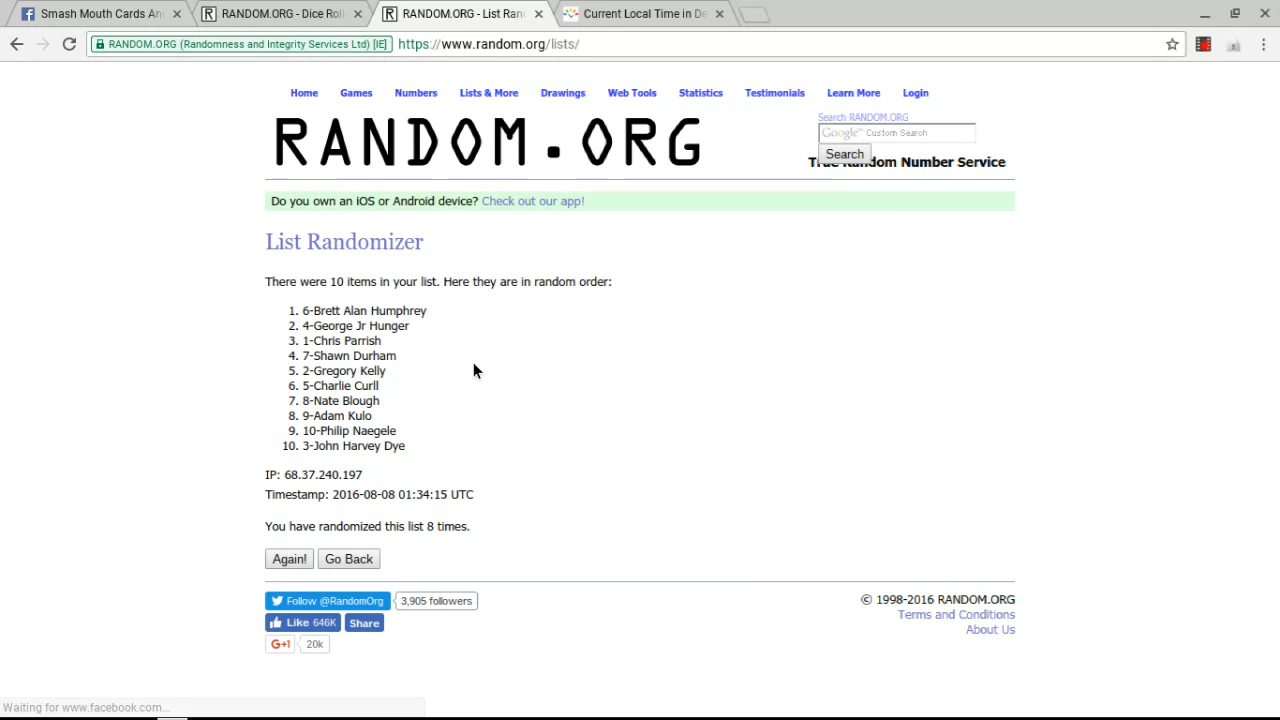 Smash Mouth Cards An
RANDOM.ORG - Dice Roll
RANDOM.ORG - List Ran
Current Local Time in De
RANDOM.ORG (Randomness and Integrity Services Ltd) [IE]
https://www.random.org/lists/
Home Games Numbers Lists & More Drawings Web Tools Statistics Testimonials Learn More Login
RANDOM.ORG
Search RANDOM.ORG
Google™ Custom Search
Search
True Random Number Service
Do you own an iOS or Android device? Check out our app!
List Randomizer
There were 10 items in your list. Here they are in random order:
1. 6-Brett Alan Humphrey
2. 4-George Jr Hunger
3. 1-Chris Parrish
4. 7-Shawn Durham
5. 2-Gregory Kelly
6. 5-Charlie Curll
7. 8-Nate Blough
8. 9-Adam Kulo
9. 10-Philip Naegele
10. 3-John Harvey Dye
IP: 68.37.240.197
Timestamp: 2016-08-08 01:34:15 UTC
You have randomized this list 8 times.
Again! Go Back
Follow @RandomOrg 3,905 followers
Like 646K Share
G+1 20k
© 1998-2016 RANDOM.ORG
Terms and Conditions
About Us
Waiting for www.facebook.com...